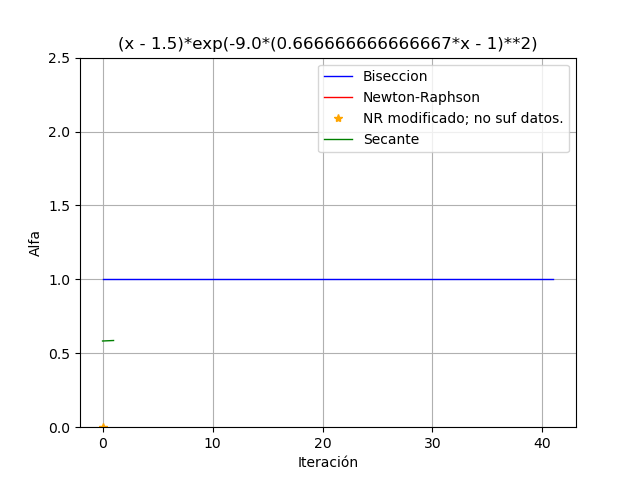 (x - 1.5)*exp(-9.0*(0.666666666666667*x - 1)**2)
Biseccion
Newton-Raphson
NR modificado; no suf datos.
Secante
2.5
2.0
1.5
1.0
0.5
0.0
Alfa
0 10 20 30 40
Iteración